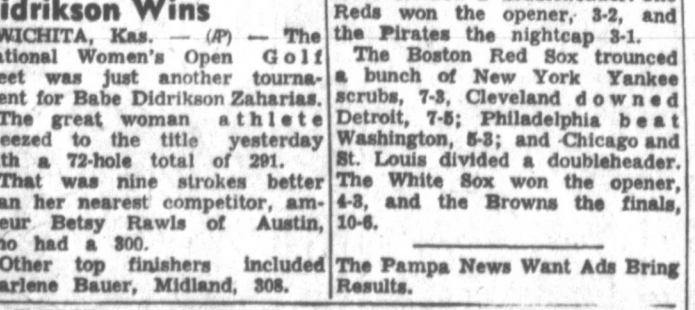 idrikson Wins
WICHITA, Kas. — (AP) — The
ational Women's Open Golf
eet was just another tourna-
ent for Babe Didrikson Zaharias.
The great woman athlete
eezed to the title yesterday
th a 72-hole total of 291.
That was nine strokes better
an her nearest competitor, am-
eur Betsy Rawls of Austin,
ho had a 300.
Other top finishers included
arlene Bauer, Midland, 308.
Reds won the opener, 3-2, and
the Pirates the nightcap 3-1.
The Boston Red Sox trounced
a bunch of New York Yankee
scrubs, 7-3, Cleveland downed
Detroit, 7-5; Philadelphia beat
Washington, 5-3; and Chicago and
St. Louis divided a doubleheader.
The White Sox won the opener,
4-3, and the Browns the finals,
10-6.
The Pampa News Want Ads Bring
Results.